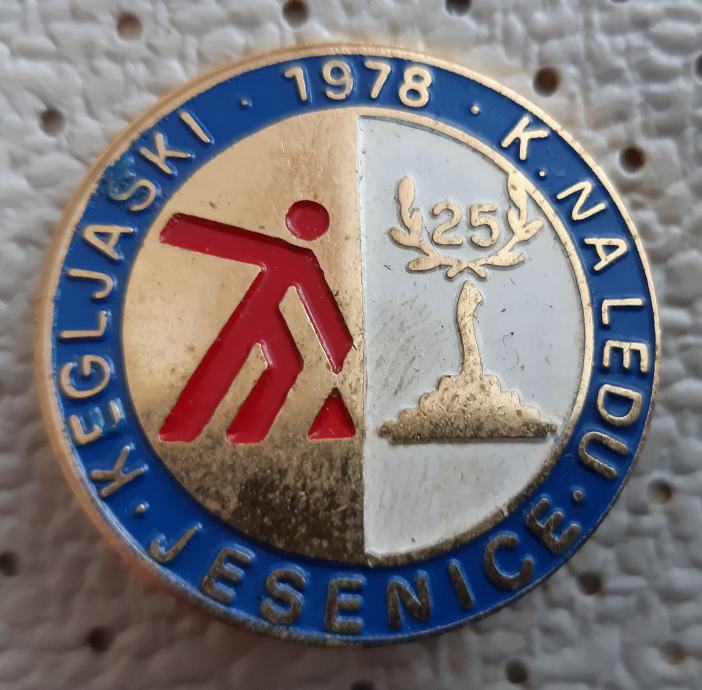 KEGLJASKI · 1978 · K. NA LEDU · JESENICE ·
25